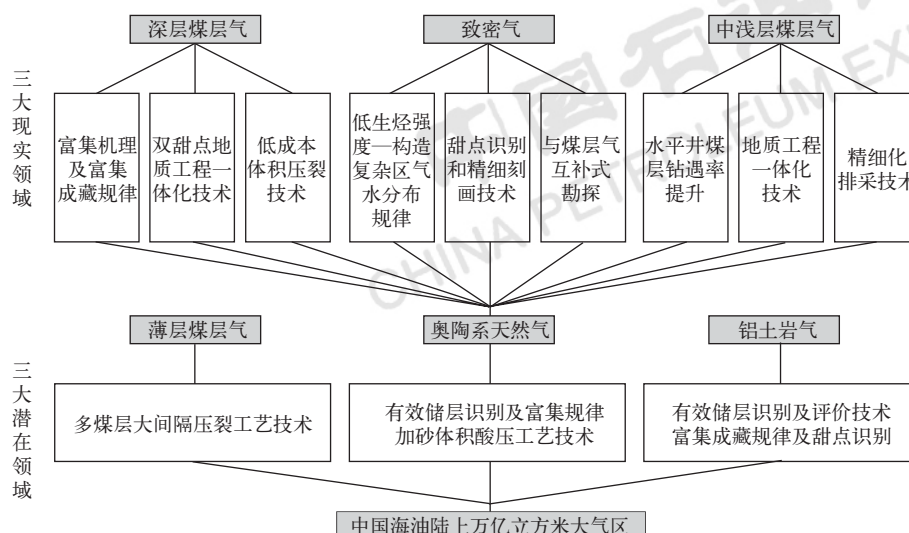 深层煤层气
致密气
中浅层煤层气
三大现实领域
富集机理
及富集
成藏规律
双甜点地
质工程一
体化技术
低成本
体积压裂
技术
低生烃强
度—构造
复杂区气
水分布
规律
甜点识别
和精细刻
画技术
与煤层气
互补式
勘探
水平井煤
层钻遇率
提升
地质工程
一体化
技术
精细化
排采技术
薄层煤层气
奥陶系天然气
铝土岩气
三大潜在领域
多煤层大间隔压裂工艺技术
有效储层识别及富集规律
加砂体积酸压工艺技术
有效储层识别及评价技术
富集成藏规律及甜点识别
中国海油陆上万亿立方米大气区
中国石
CHINA PETROLEUM EX